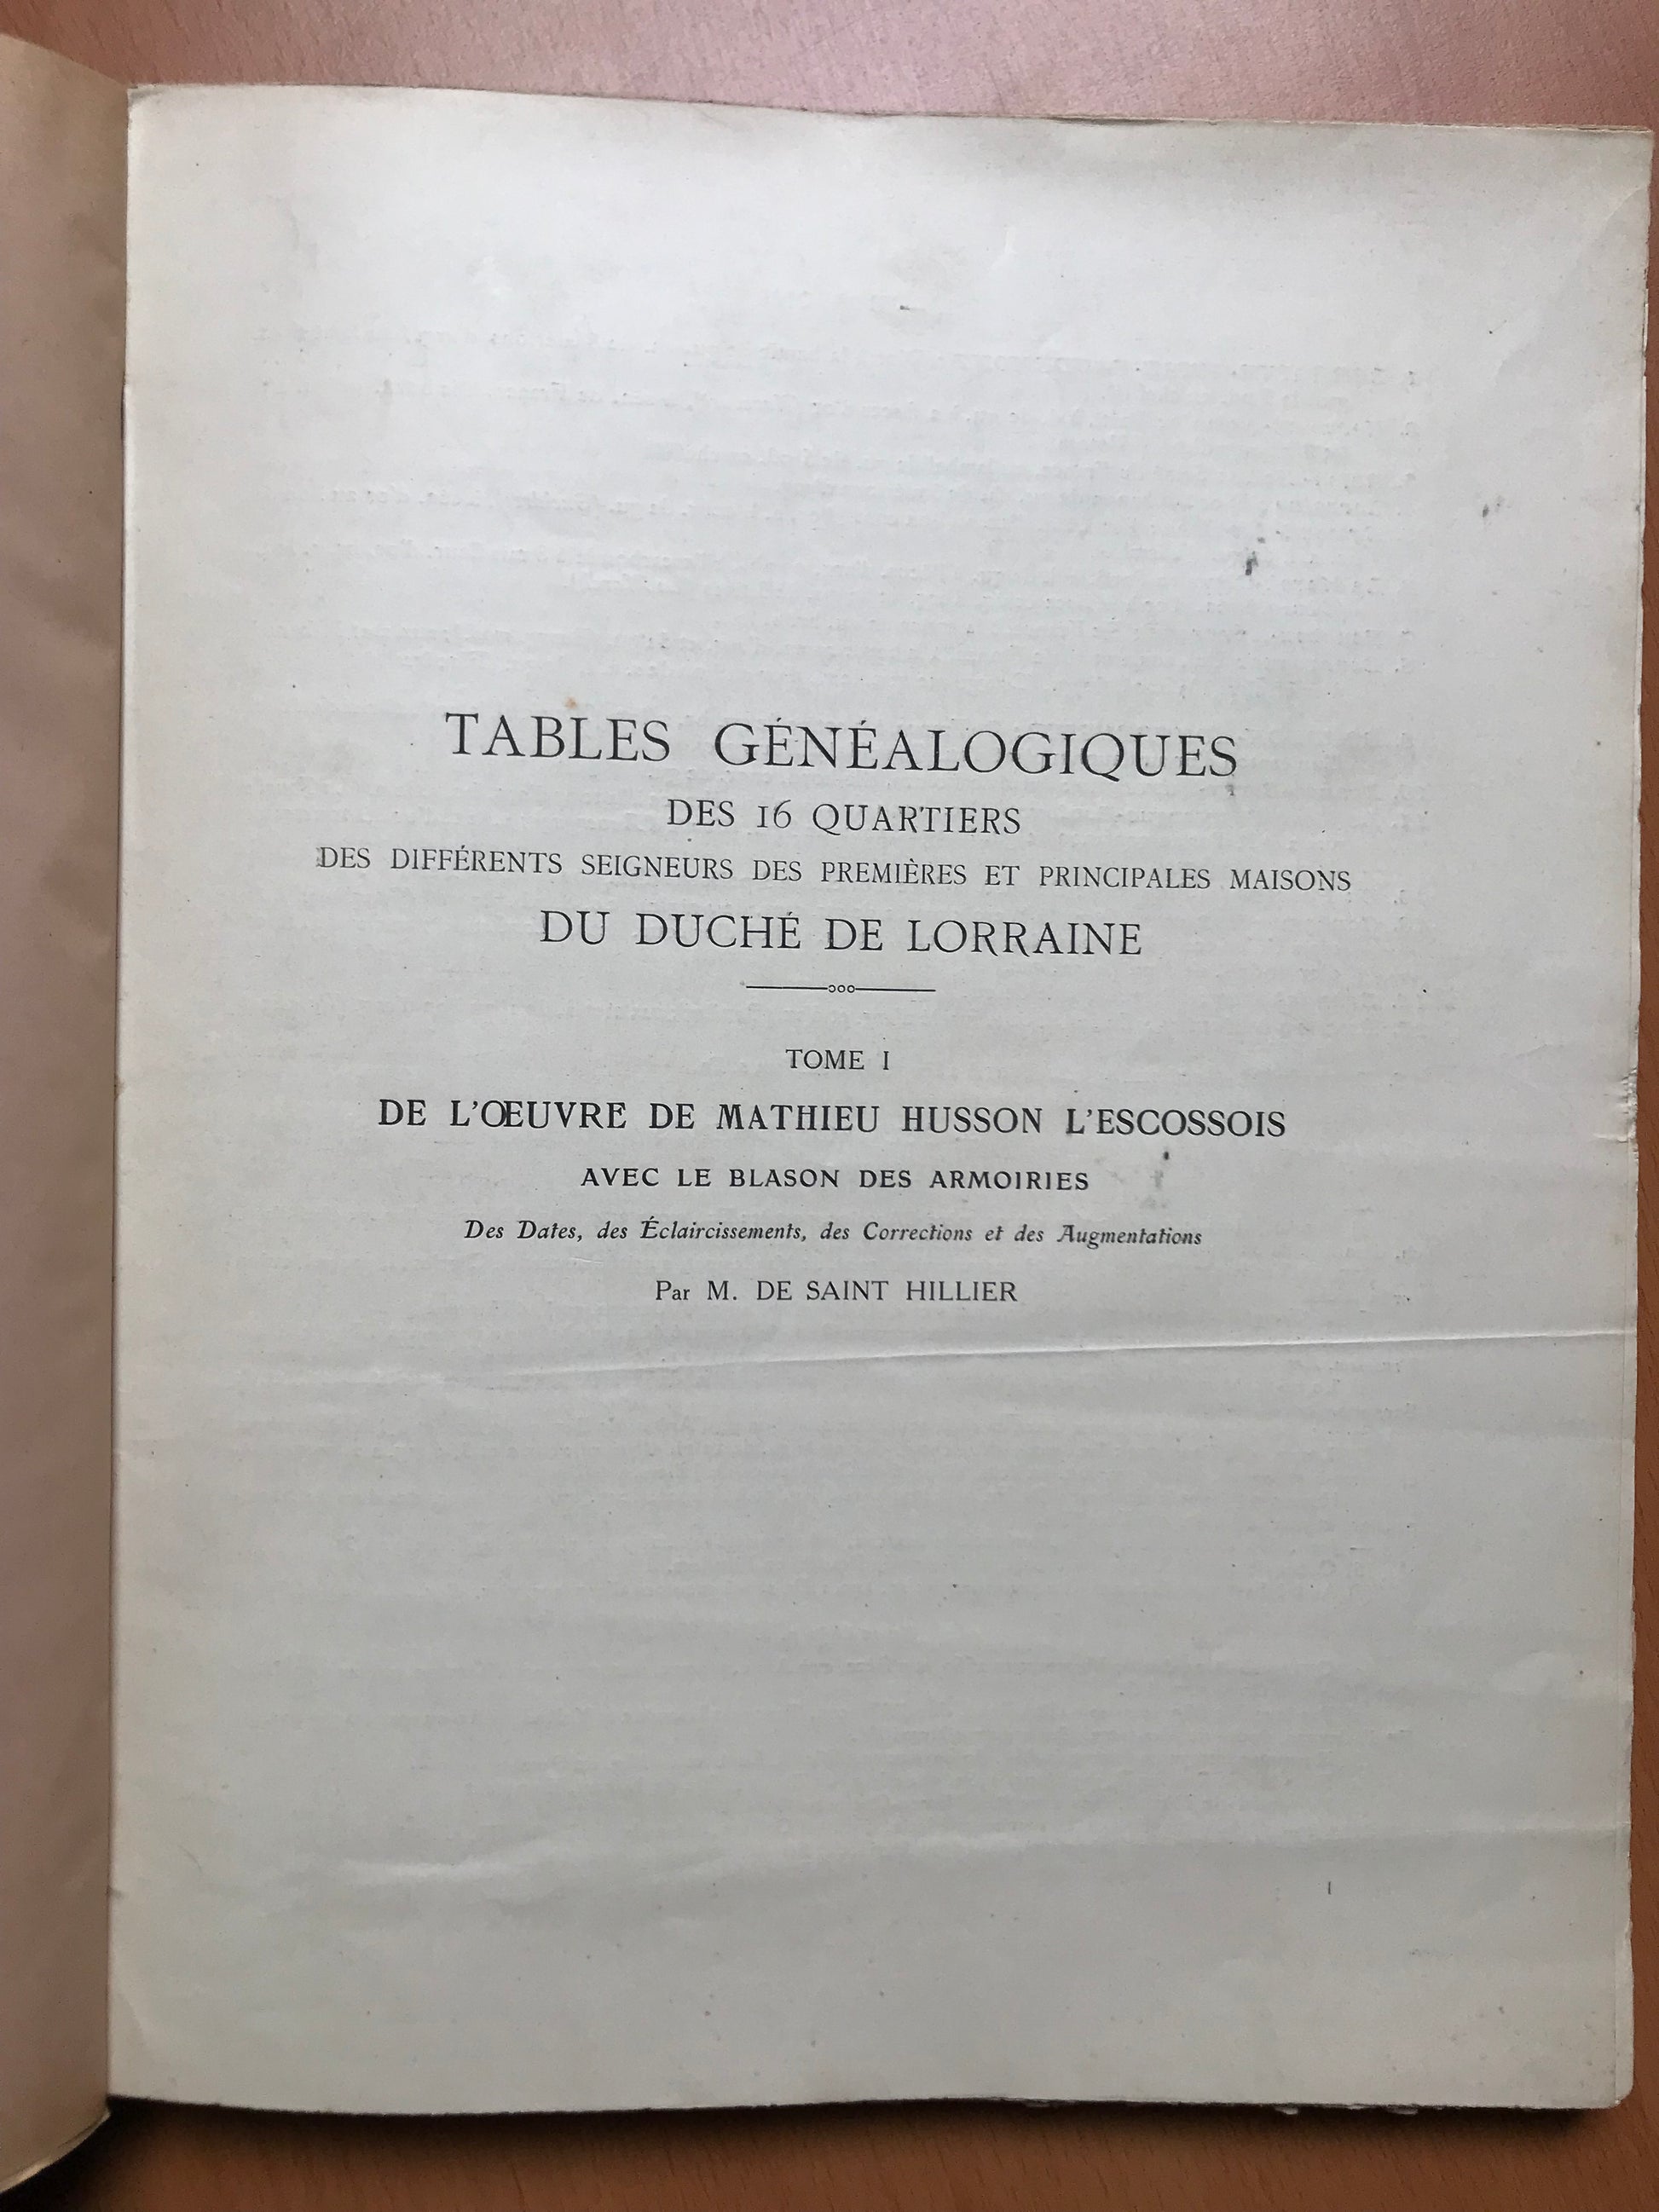 TABLES GÉNÉALOGIQUES
DES 16 QUARTIERS
DES DIFFÉRENTS SEIGNEURS DES PREMIÈRES ET PRINCIPALES MAISONS
DU DUCHÉ DE LORRAINE
TOME I
DE L'ŒUVRE DE MATHIEU HUSSON L'ESCOSSOIS
AVEC LE BLASON DES ARMOIRIES
Des Dates, des Éclaircissements, des Corrections et des Augmentations
Par M. DE SAINT HILLIER